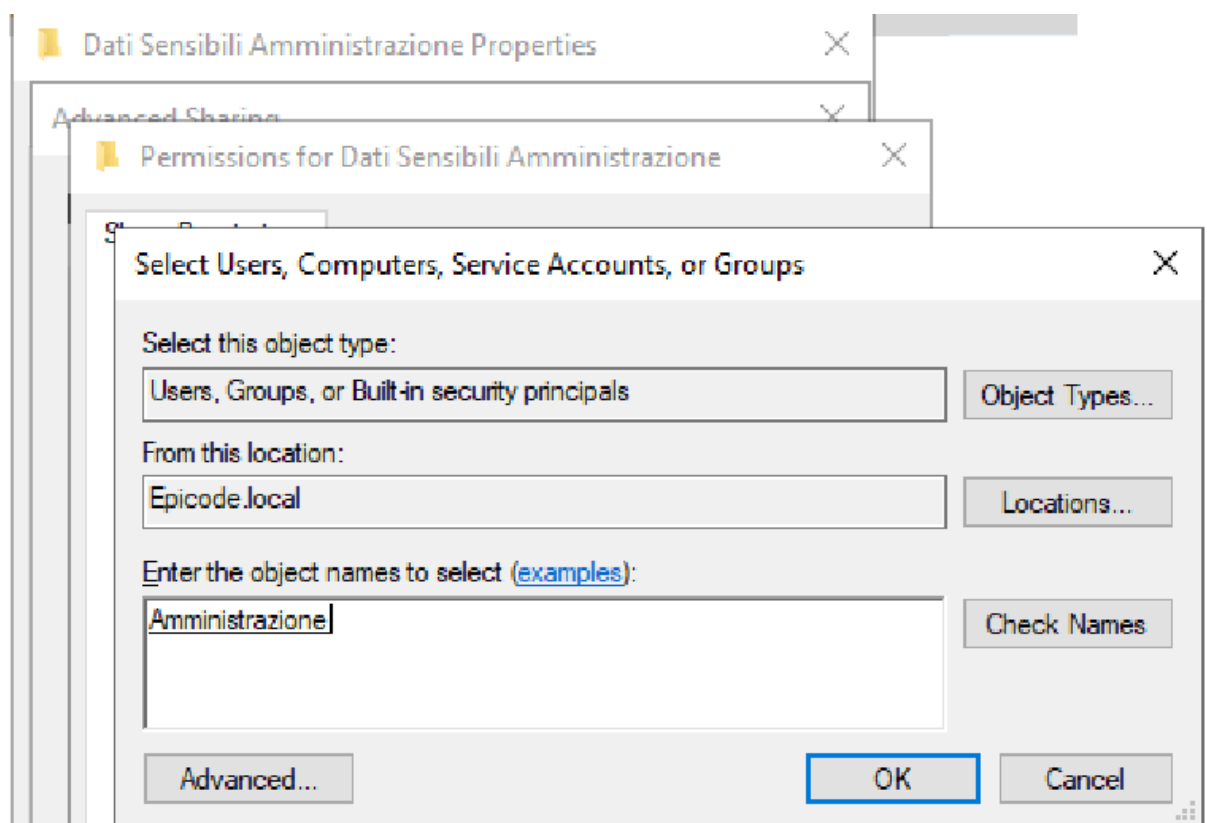 Dati Sensibili Amministrazione Properties
Advanced Sharing
Permissions for Dati Sensibili Amministrazione
Select Users, Computers, Service Accounts, or Groups
Select this object type:
Users, Groups, or Built-in security principals
Object Types...
From this location:
Epicode.local
Locations...
Enter the object names to select (examples):
Amministrazione
Check Names
Advanced...
OK
Cancel